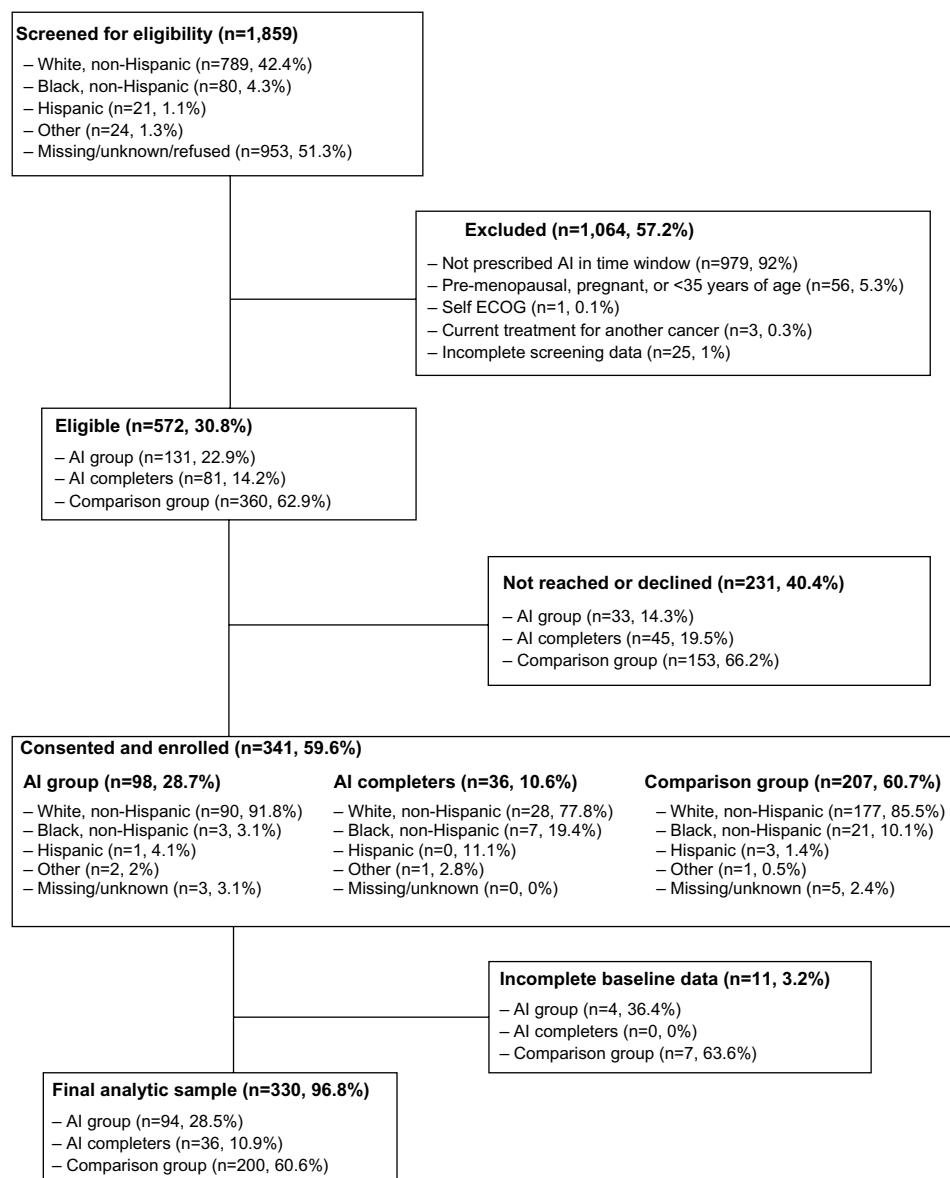 Screened for eligibility (n=1,859)
– White, non-Hispanic (n=789, 42.4%)
– Black, non-Hispanic (n=80, 4.3%)
– Hispanic (n=21, 1.1%)
– Other (n=24, 1.3%)
– Missing/unknown/refused (n=953, 51.3%)
Excluded (n=1,064, 57.2%)
– Not prescribed AI in time window (n=979, 92%)
– Pre-menopausal, pregnant, or <35 years of age (n=56, 5.3%)
– Self ECOG (n=1, 0.1%)
– Current treatment for another cancer (n=3, 0.3%)
– Incomplete screening data (n=25, 1%)
Eligible (n=572, 30.8%)
– AI group (n=131, 22.9%)
– AI completers (n=81, 14.2%)
– Comparison group (n=360, 62.9%)
Not reached or declined (n=231, 40.4%)
– AI group (n=33, 14.3%)
– AI completers (n=45, 19.5%)
– Comparison group (n=153, 66.2%)
Consented and enrolled (n=341, 59.6%)
AI group (n=98, 28.7%)
– White, non-Hispanic (n=90, 91.8%)
– Black, non-Hispanic (n=3, 3.1%)
– Hispanic (n=1, 4.1%)
– Other (n=2, 2%)
– Missing/unknown (n=3, 3.1%)
AI completers (n=36, 10.6%)
– White, non-Hispanic (n=28, 77.8%)
– Black, non-Hispanic (n=7, 19.4%)
– Hispanic (n=0, 11.1%)
– Other (n=1, 2.8%)
– Missing/unknown (n=0, 0%)
Comparison group (n=207, 60.7%)
– White, non-Hispanic (n=177, 85.5%)
– Black, non-Hispanic (n=21, 10.1%)
– Hispanic (n=3, 1.4%)
– Other (n=1, 0.5%)
– Missing/unknown (n=5, 2.4%)
Incomplete baseline data (n=11, 3.2%)
– AI group (n=4, 36.4%)
– AI completers (n=0, 0%)
– Comparison group (n=7, 63.6%)
Final analytic sample (n=330, 96.8%)
– AI group (n=94, 28.5%)
– AI completers (n=36, 10.9%)
– Comparison group (n=200, 60.6%)